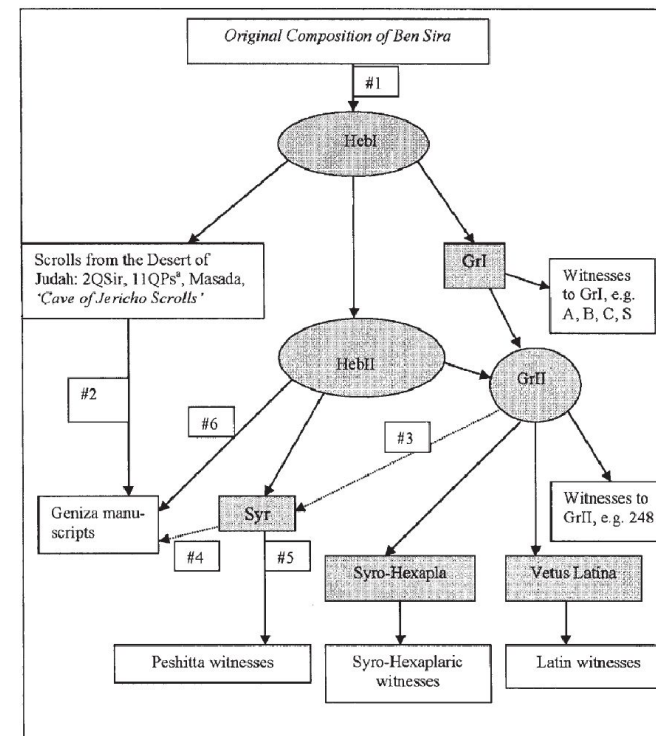 Original Composition of Ben Sira
#1
HebI
Scrolls from the Desert of
Judah: 2QSir, 11QPsᵃ, Masada,
‘Cave of Jericho Scrolls’
GrI
Witnesses
to GrI, e.g.
A, B, C, S
HebII
GrII
#2
#6
#3
Geniza manu-
scripts
Syr
Witnesses to
GrII, e.g. 248
#4
#5
Syro-Hexapla
Vetus Latina
Peshitta witnesses
Syro-Hexaplaric
witnesses
Latin witnesses